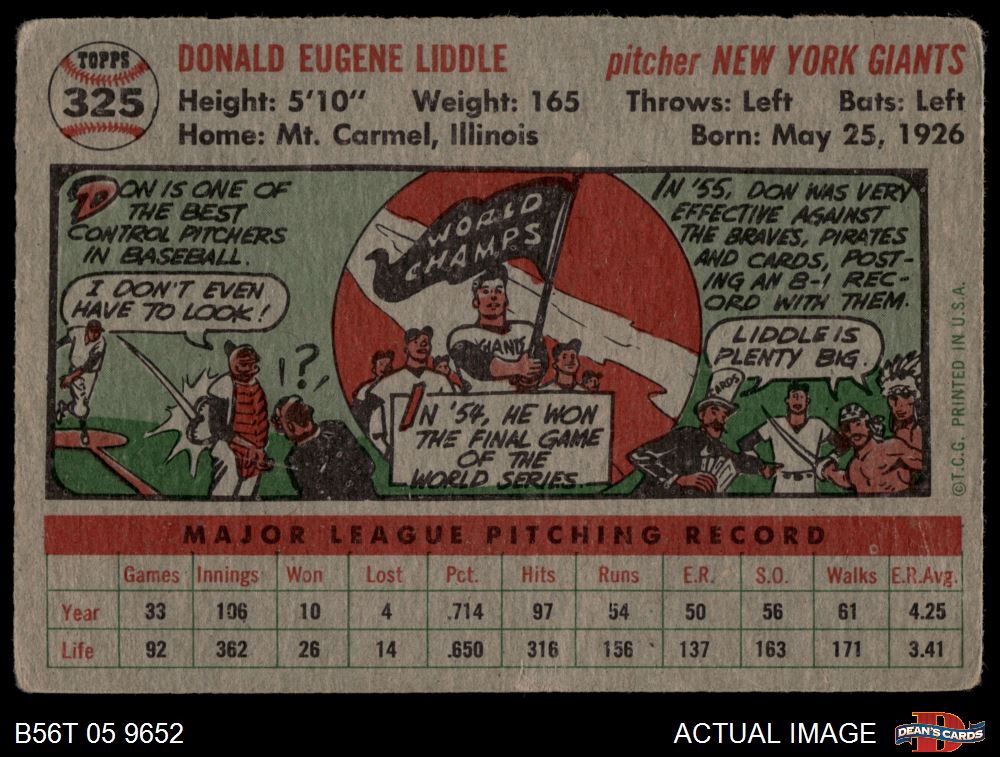 TOPPS
325
DONALD EUGENE LIDDLE
pitcher NEW YORK GIANTS
Height: 5'10" Weight: 165 Throws: Left Bats: Left
Home: Mt. Carmel, Illinois Born: May 25, 1926
DON IS ONE OF
THE BEST
CONTROL PITCHERS
IN BASEBALL.
I DON'T EVEN
HAVE TO LOOK!
!?
WORLD
CHAMPS
GIANTS
IN '54, HE WON
THE FINAL GAME
OF THE
WORLD SERIES.
IN '55, DON WAS VERY
EFFECTIVE AGAINST
THE BRAVES, PIRATES
AND CARDS, POST-
ING AN 8-1 REC-
ORD WITH THEM.
LIDDLE IS
PLENTY BIG.
CARDS
©T.C.G. PRINTED IN U.S.A.
MAJOR LEAGUE PITCHING RECORD
Games Innings Won Lost Pct. Hits Runs E.R. S.O. Walks E.R.Avg.
Year 33 106 10 4 .714 97 54 50 56 61 4.25
Life 92 362 26 14 .650 316 156 137 163 171 3.41
B56T 05 9652
ACTUAL IMAGE
DEAN'S CARDS